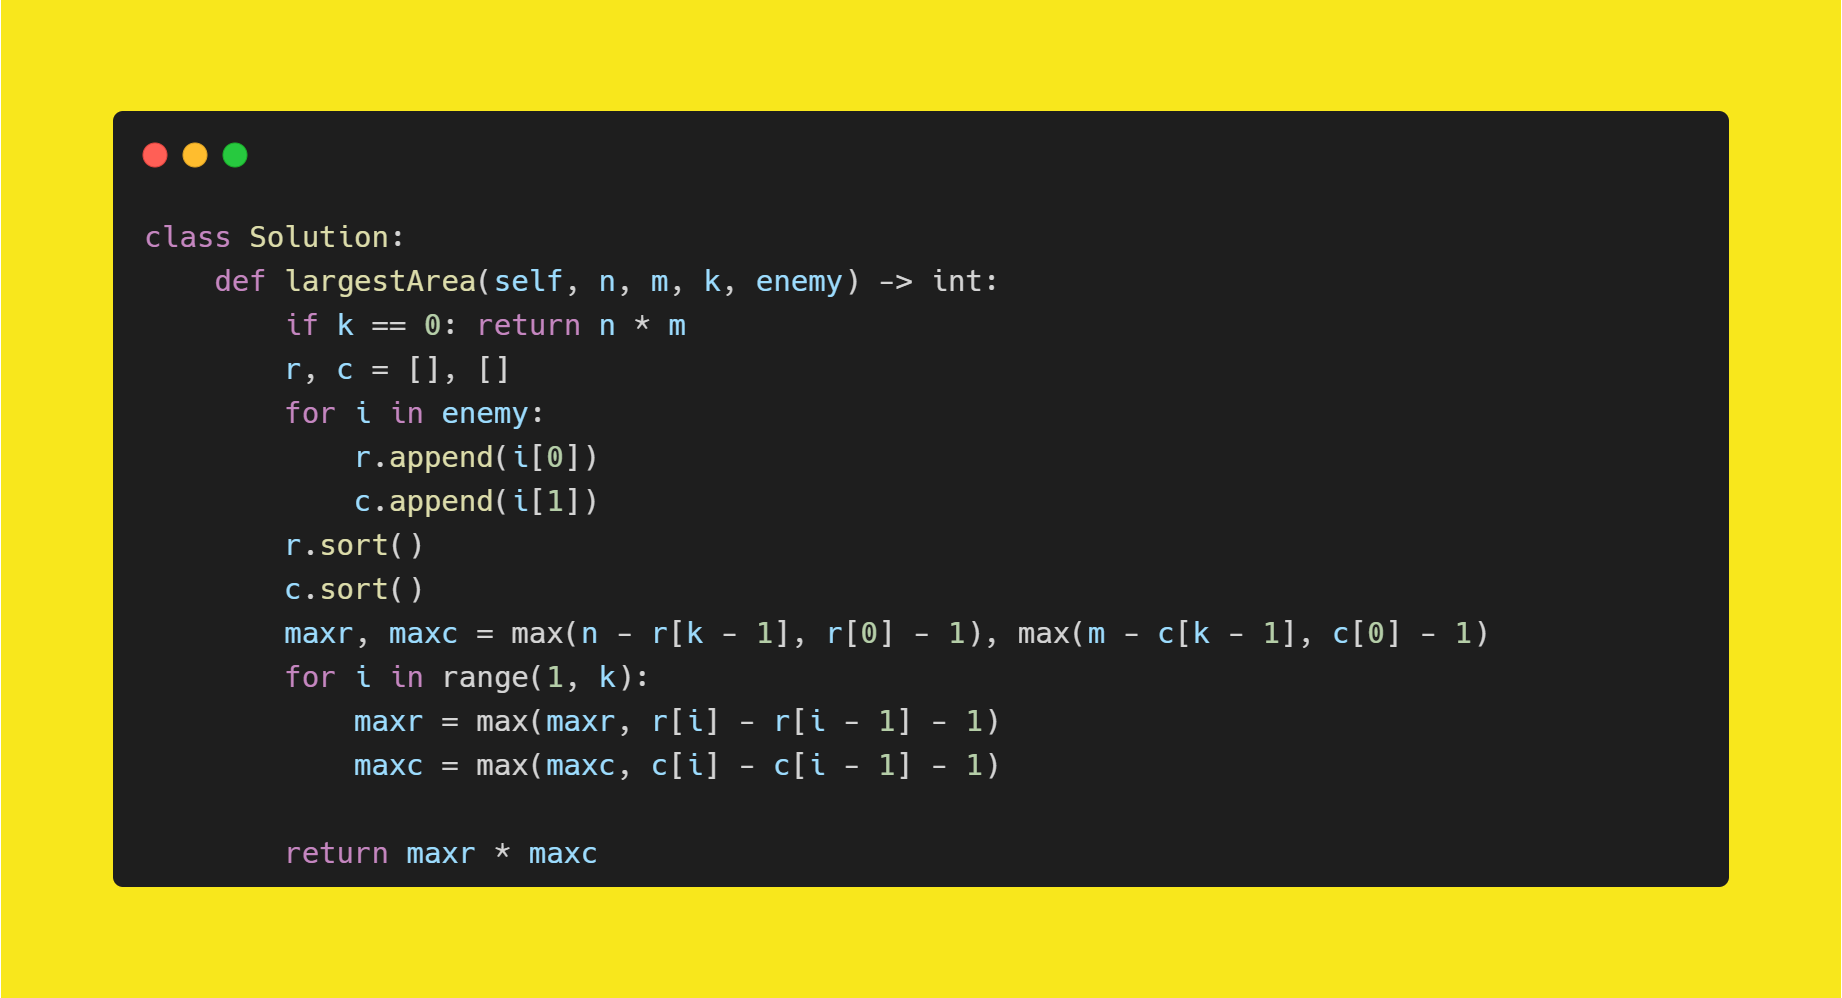 class Solution:
    def largestArea(self, n, m, k, enemy) -> int:
        if k == 0: return n * m
        r, c = [], []
        for i in enemy:
            r.append(i[0])
            c.append(i[1])
        r.sort()
        c.sort()
        maxr, maxc = max(n - r[k - 1], r[0] - 1), max(m - c[k - 1], c[0] - 1)
        for i in range(1, k):
            maxr = max(maxr, r[i] - r[i - 1] - 1)
            maxc = max(maxc, c[i] - c[i - 1] - 1)

        return maxr * maxc